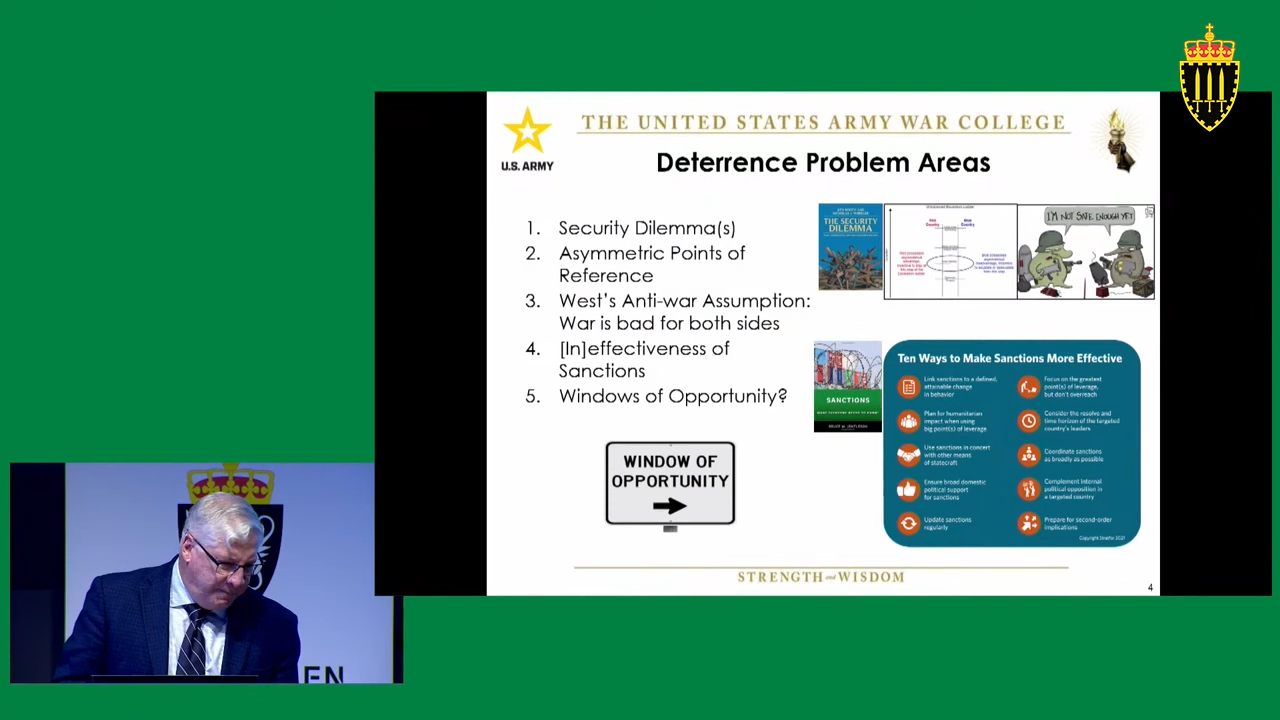 THE UNITED STATES ARMY WAR COLLEGE
U.S. ARMY
Deterrence Problem Areas
1. Security Dilemma(s)
2. Asymmetric Points of
Reference
3. West's Anti-war Assumption:
War is bad for both sides
4. [In]effectiveness of
Sanctions
5. Windows of Opportunity?
THE SECURITY
DILEMMA
I'M NOT SAFE ENOUGH YET
SANCTIONS
WHAT EVERYONE NEEDS TO KNOW
Ten Ways to Make Sanctions More Effective
Link sanctions to a defined,
attainable change
in behavior
Plan for humanitarian
impact when using
big point(s) of leverage
Use sanctions in concert
with other means
of statecraft
Ensure broad domestic
political support
for sanctions
Update sanctions
regularly
Focus on the greatest
point(s) of leverage,
but don't overreach
Consider the resolve and
time horizon of the targeted
country's leaders
Coordinate sanctions
as broadly as possible
Complement internal
political opposition in
a targeted country
Prepare for second-order
implications
WINDOW OF
OPPORTUNITY
STRENGTH and WISDOM
4
EN